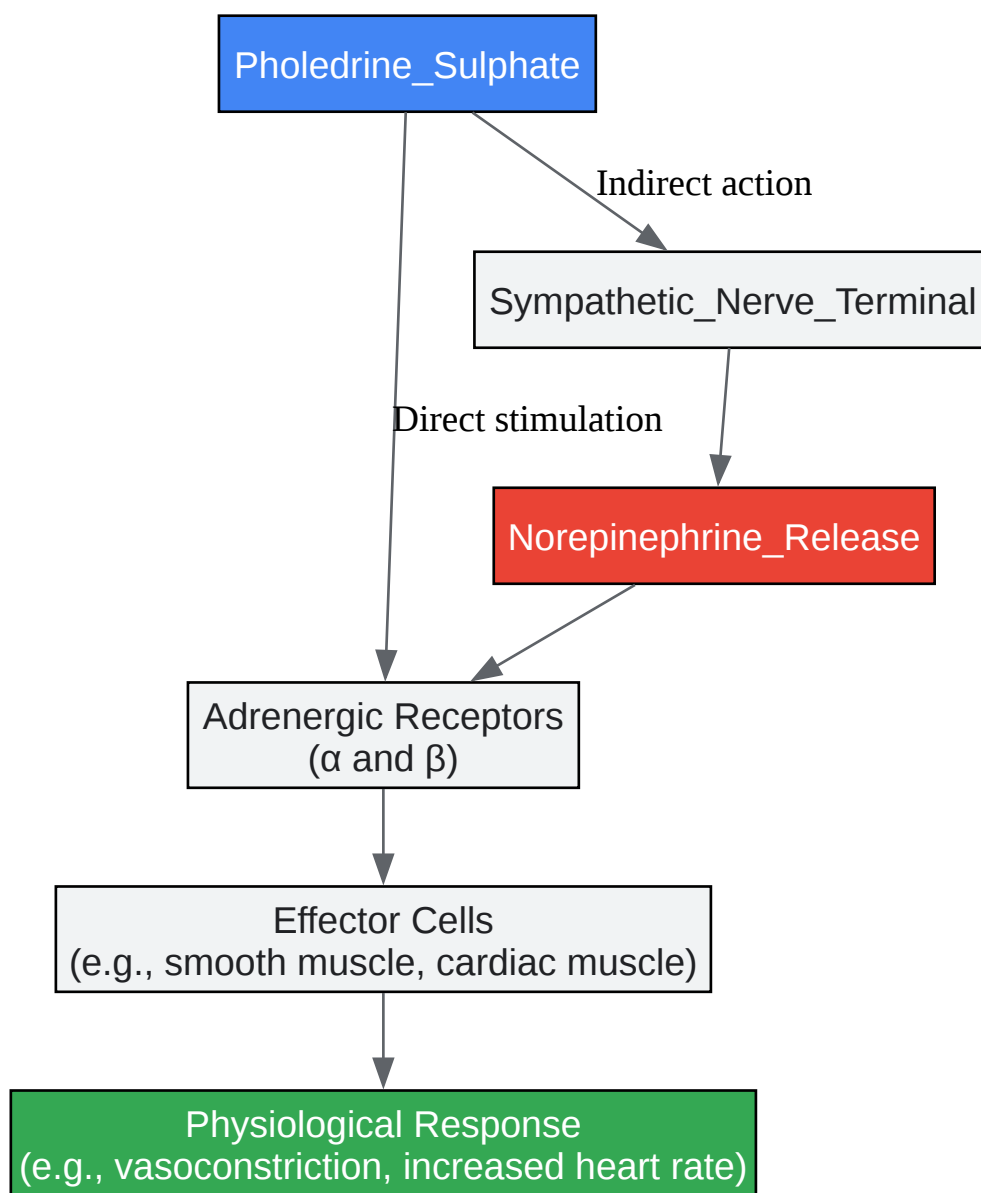 Pholedrine_Sulphate
Indirect action
Sympathetic_Nerve_Terminal
Direct stimulation
Norepinephrine_Release
Adrenergic Receptors
(α and β)
Effector Cells
(e.g., smooth muscle, cardiac muscle)
Physiological Response
(e.g., vasoconstriction, increased heart rate)